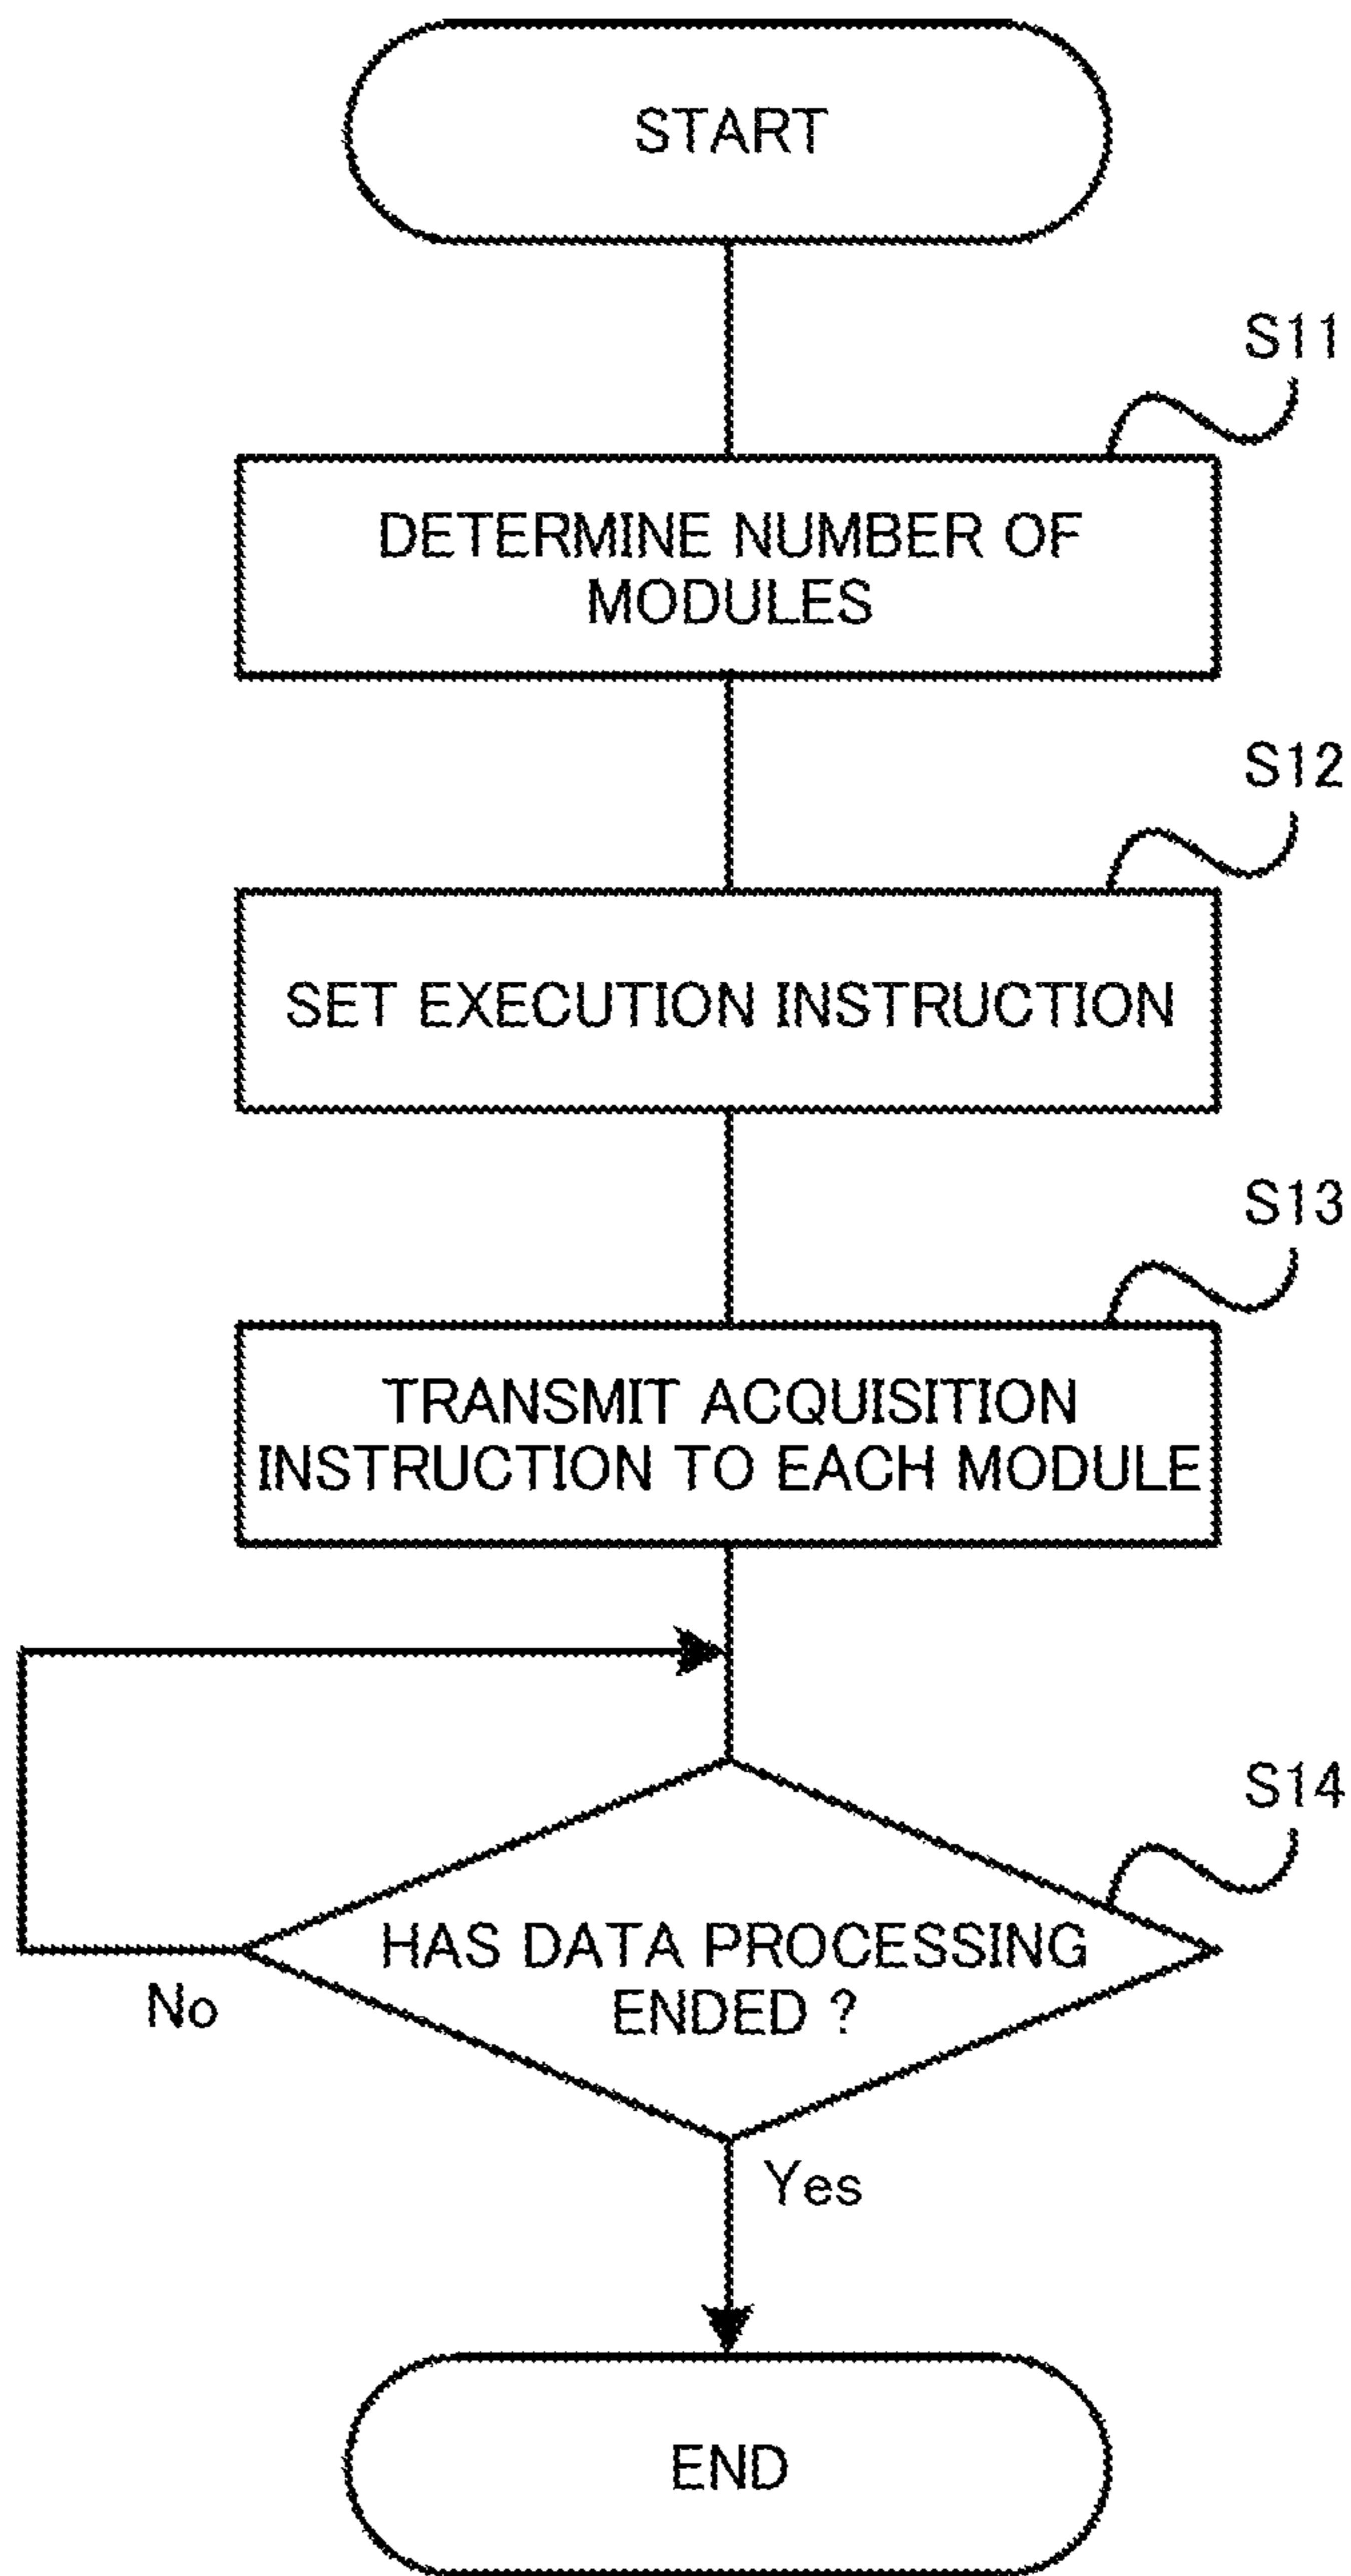 START
S11
DETERMINE NUMBER OF
MODULES
S12
SET EXECUTION INSTRUCTION
S13
TRANSMIT ACQUISITION
INSTRUCTION TO EACH MODULE
S14
HAS DATA PROCESSING
ENDED ?
No
Yes
END